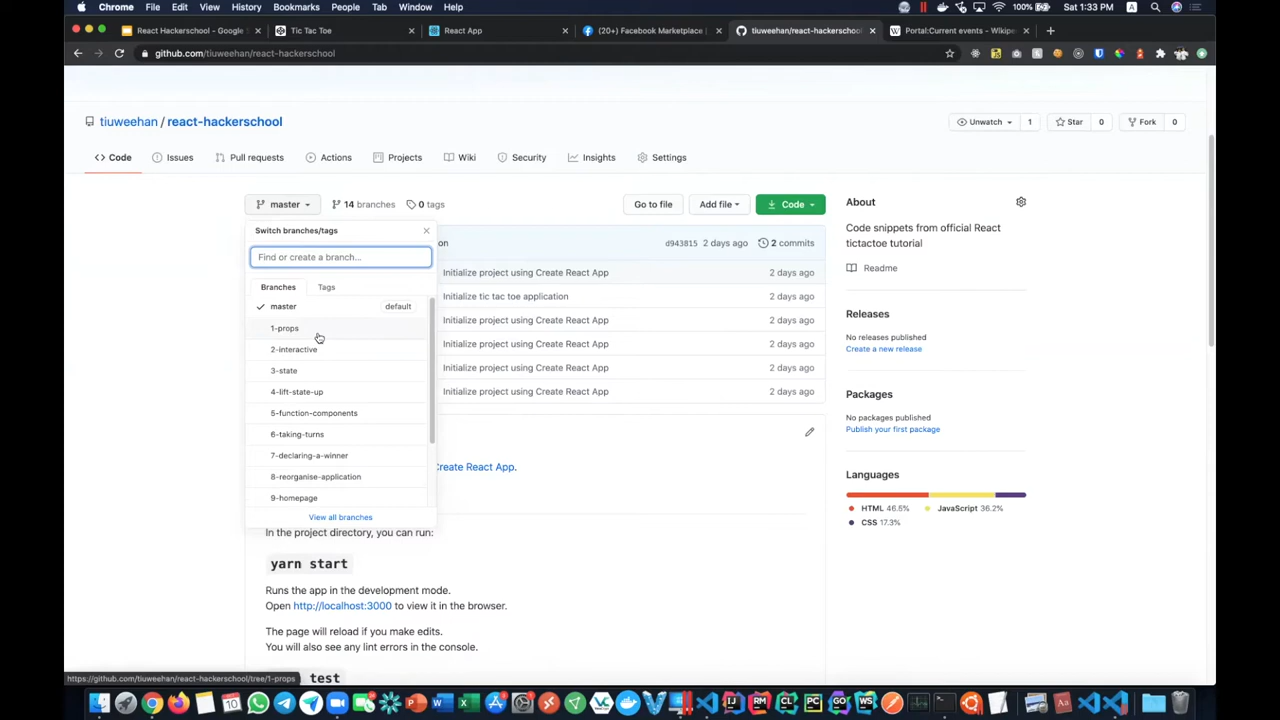 Chrome File Edit View History Bookmarks People Tab Window Help
100% Sat 1:33 PM
React Hackerschool - Google S
Tic Tac Toe
React App
(20+) Facebook Marketplace
tiuweehan/react-hackerschool
Portal:Current events - Wikipe
github.com/tiuweehan/react-hackerschool
tiuweehan / react-hackerschool
Unwatch 1
Star 0
Fork 0
Code
Issues
Pull requests
Actions
Projects
Wiki
Security
Insights
Settings
master
14 branches
0 tags
Go to file
Add file
Code
Switch branches/tags
Find or create a branch...
Branches
Tags
master default
1-props
2-interactive
3-state
4-lift-state-up
5-function-components
6-taking-turns
7-declaring-a-winner
8-reorganise-application
9-homepage
View all branches
on d943815 2 days ago 2 commits
Initialize project using Create React App 2 days ago
Initialize tic tac toe application 2 days ago
Initialize project using Create React App 2 days ago
Initialize project using Create React App 2 days ago
Initialize project using Create React App 2 days ago
Initialize project using Create React App 2 days ago
Create React App.
In the project directory, you can run:
yarn start
Runs the app in the development mode.
Open http://localhost:3000 to view it in the browser.
The page will reload if you make edits.
You will also see any lint errors in the console.
test
About
Code snippets from official React
tictactoe tutorial
Readme
Releases
No releases published
Create a new release
Packages
No packages published
Publish your first package
Languages
HTML 46.5%
JavaScript 36.2%
CSS 17.3%
https://github.com/tiuweehan/react-hackerschool/tree/1-props